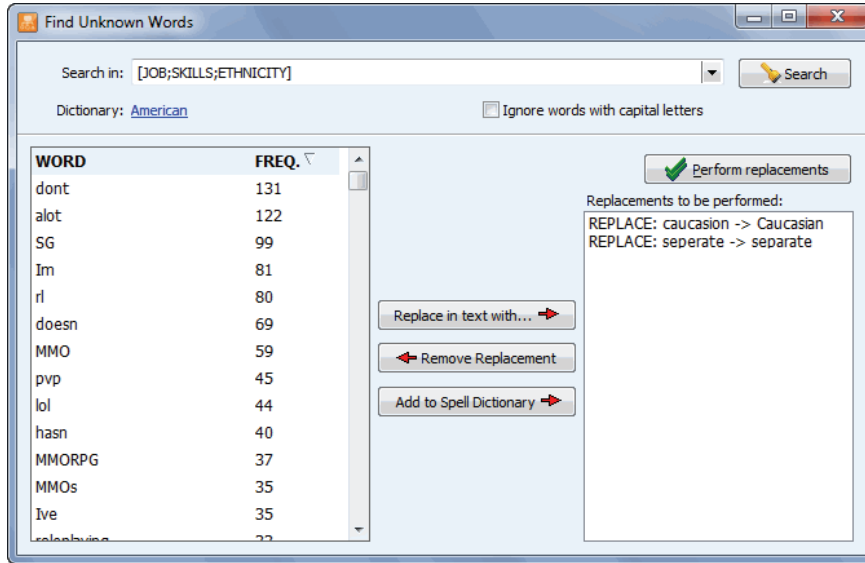 Find Unknown Words
Search in: [JOB;SKILLS;ETHNICITY] Search
Dictionary: American Ignore words with capital letters
WORD FREQ.
dont 131
alot 122
SG 99
Im 81
rl 80
doesn 69
MMO 59
pvp 45
lol 44
hasn 40
MMORPG 37
MMOs 35
Ive 35
Replace in text with...
Remove Replacement
Add to Spell Dictionary
Perform replacements
Replacements to be performed:
REPLACE: caucasion -> Caucasian
REPLACE: seperate -> separate